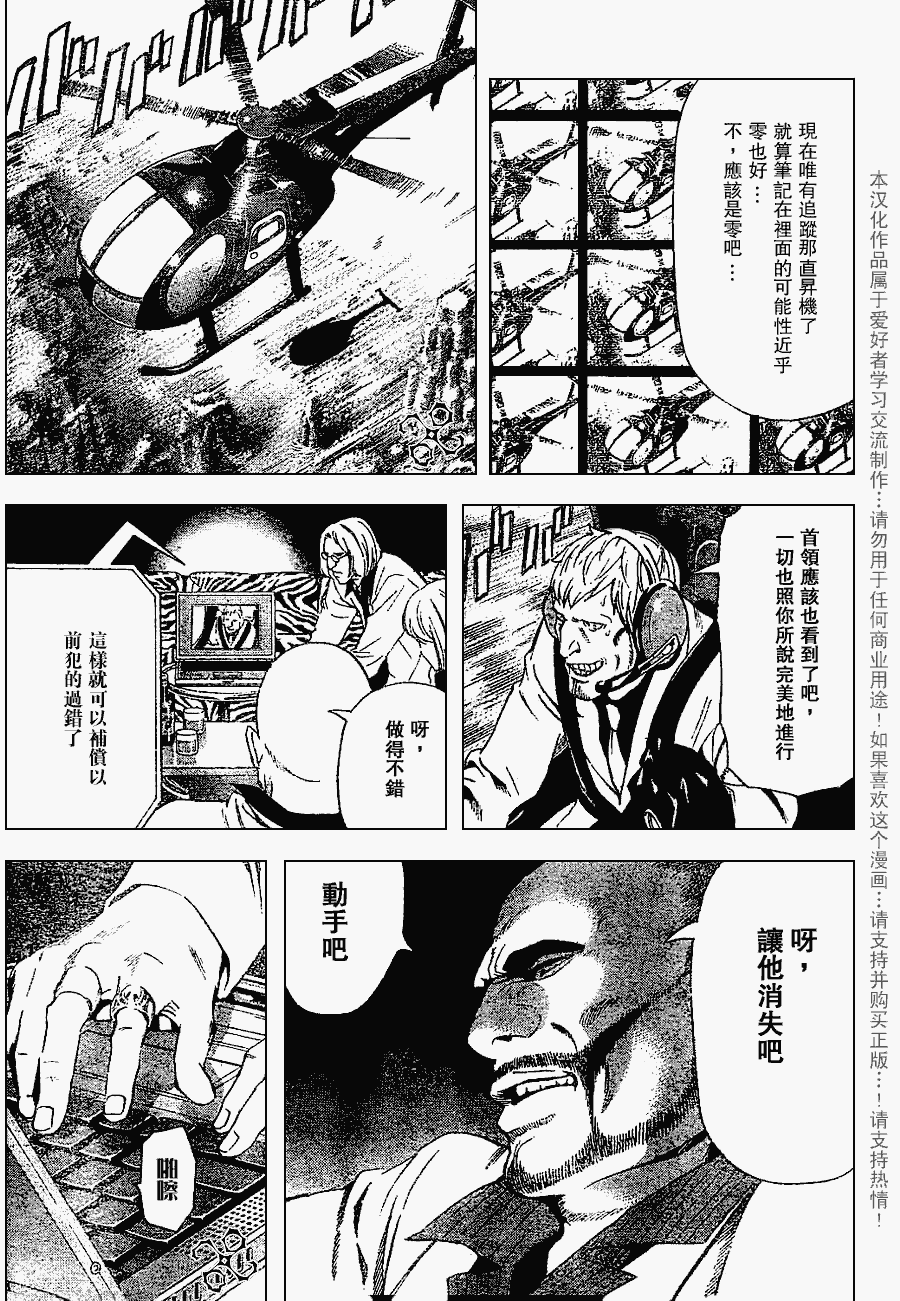 現在唯有追蹤那直昇機了
就算筆記在裡面的可能性近乎
零也好…
不，應該是零吧…
首領應該也看到了吧，
一切也照你所說完美地進行
呀，
做得不錯
這樣就可以補償以
前犯的過錯了
呀，
讓他消失吧
動手吧
啪嚓
本汉化作品属于爱好者学习交流制作…请勿用于任何商业用途！如果喜欢这个漫画…请支持并购买正版…！请支持热情！